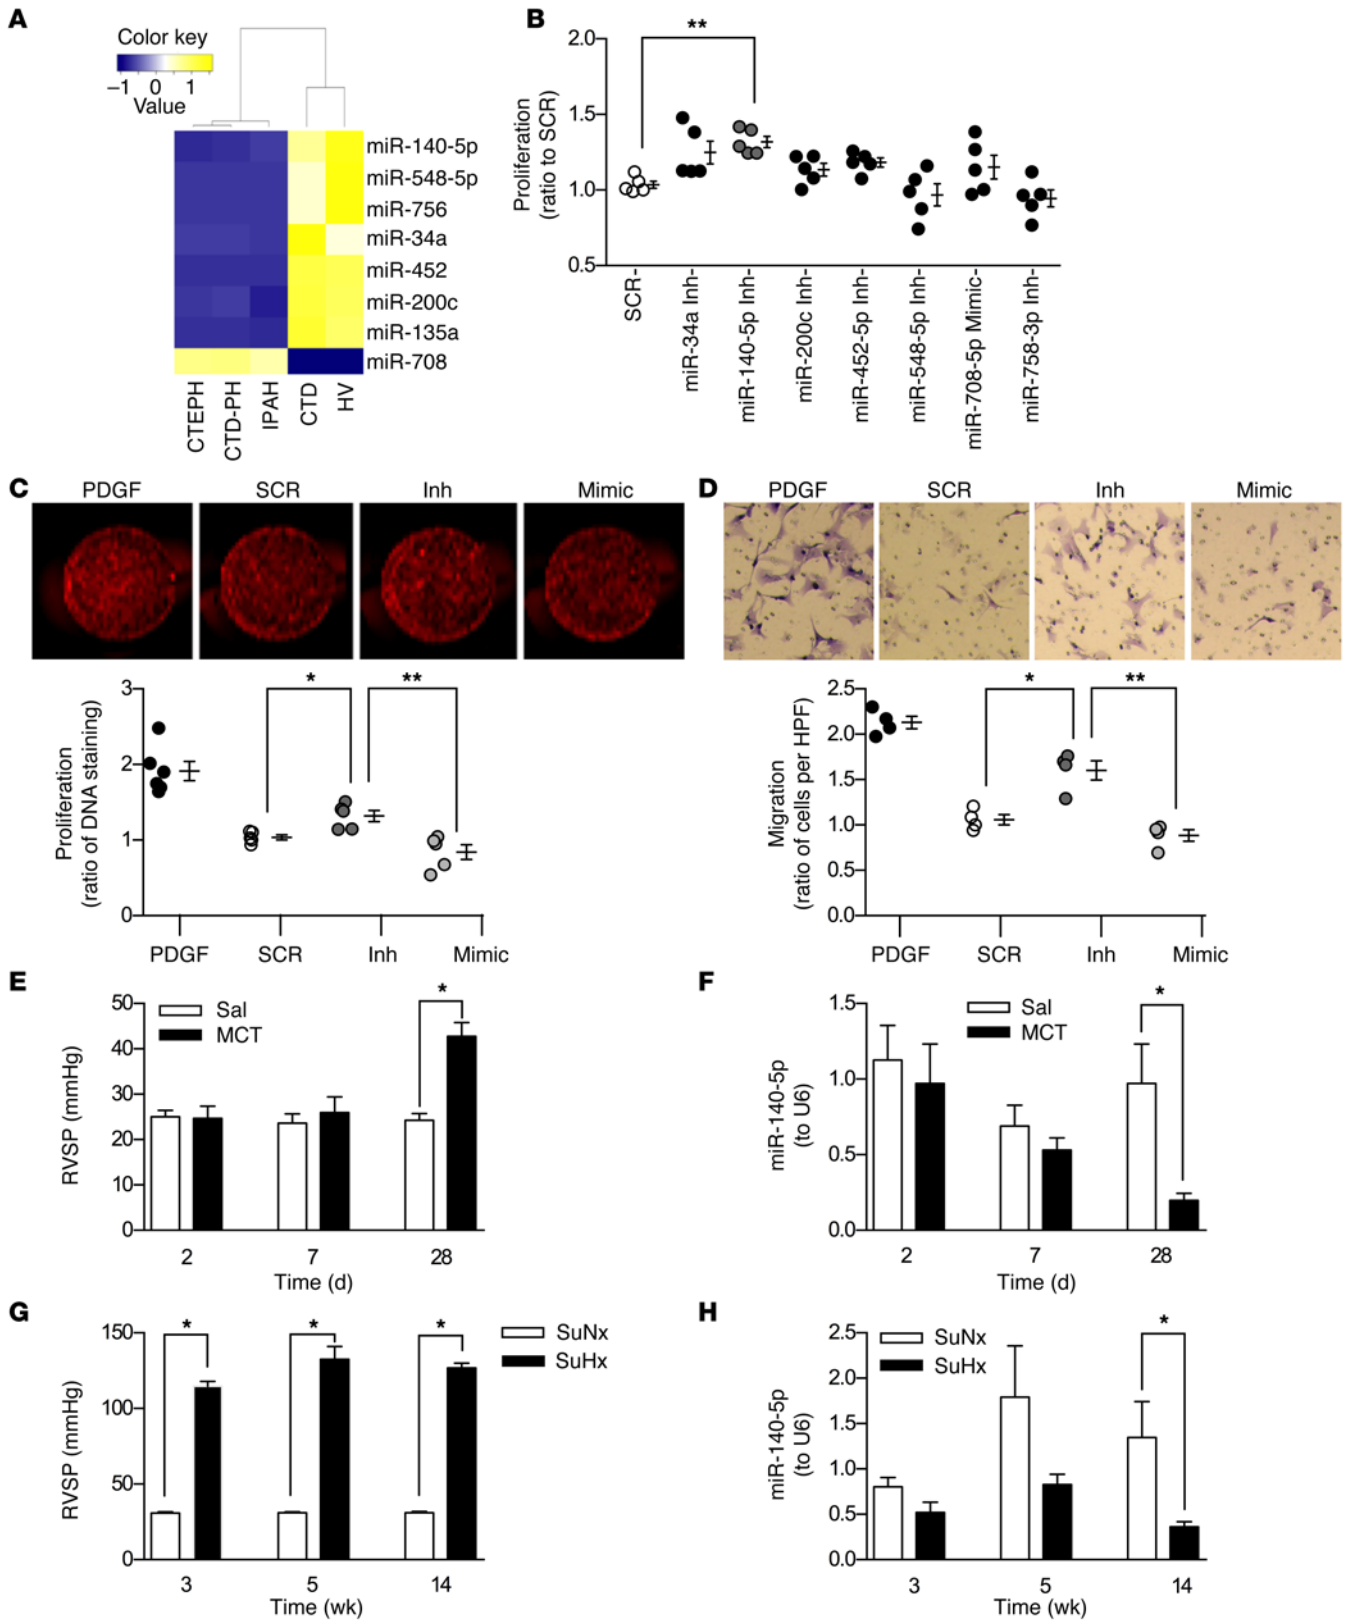 A
Color key
−1 0 1
Value
miR-140-5p
miR-548-5p
miR-756
miR-34a
miR-452
miR-200c
miR-135a
miR-708
CTEPH
CTD-PH
IPAH
CTD
HV
B
**
2.0
1.5
1.0
0.5
Proliferation
(ratio to SCR)
SCR
miR-34a Inh
miR-140-5p Inh
miR-200c Inh
miR-452-5p Inh
miR-548-5p Inh
miR-708-5p Mimic
miR-758-3p Inh
C
PDGF SCR Inh Mimic
* **
3
2
1
0
Proliferation
(ratio of DNA staining)
PDGF SCR Inh Mimic
D
PDGF SCR Inh Mimic
* **
2.5
2.0
1.5
1.0
0.5
0.0
Migration
(ratio of cells per HPF)
PDGF SCR Inh Mimic
E
Sal
MCT
*
50
40
30
20
10
0
RVSP (mmHg)
2 7 28
Time (d)
F
Sal
MCT
*
1.5
1.0
0.5
0.0
miR-140-5p
(to U6)
2 7 28
Time (d)
G
* * *
SuNx
SuHx
150
100
50
0
RVSP (mmHg)
3 5 14
Time (wk)
H
SuNx
SuHx
*
2.5
2.0
1.5
1.0
0.5
0.0
miR-140-5p
(to U6)
3 5 14
Time (wk)